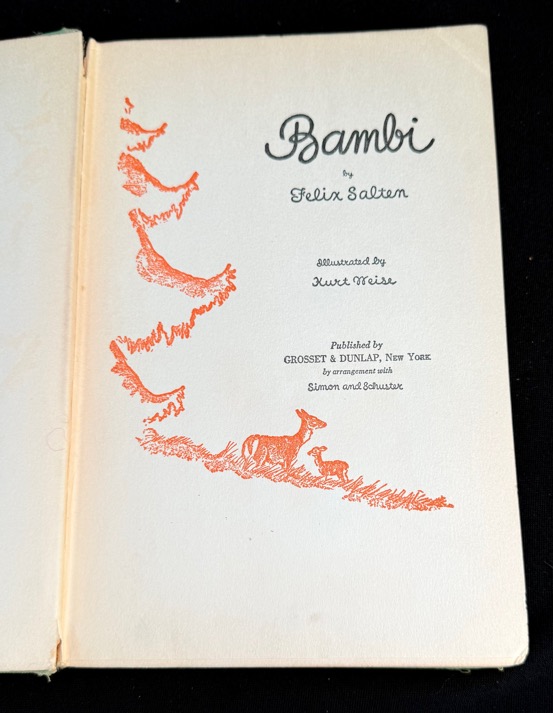 Bambi
by
Felix Salten
Illustrated by
Kurt Weise
Published by
GROSSET & DUNLAP, NEW YORK
by arrangement with
Simon and Schuster